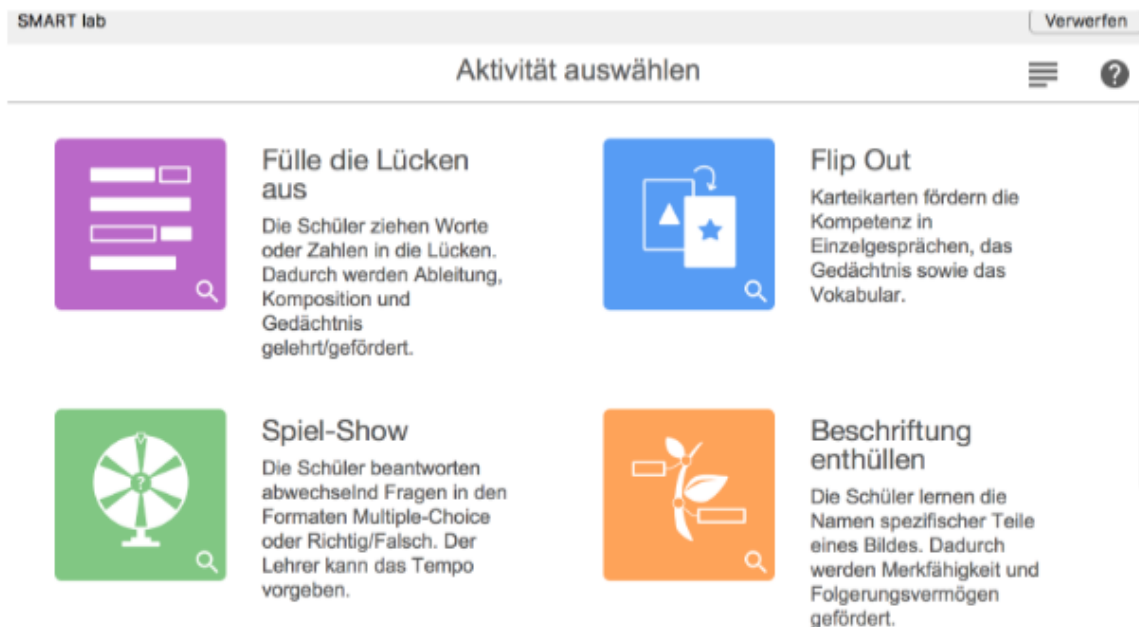 SMART lab
Verwerfen
Aktivität auswählen
?
Fülle die Lücken
aus
Die Schüler ziehen Worte
oder Zahlen in die Lücken.
Dadurch werden Ableitung,
Komposition und
Gedächtnis
gelehrt/gefördert.
Flip Out
Karteikarten fördern die
Kompetenz in
Einzelgesprächen, das
Gedächtnis sowie das
Vokabular.
?
Spiel-Show
Die Schüler beantworten
abwechselnd Fragen in den
Formaten Multiple-Choice
oder Richtig/Falsch. Der
Lehrer kann das Tempo
vorgeben.
Beschriftung
enthüllen
Die Schüler lernen die
Namen spezifischer Teile
eines Bildes. Dadurch
werden Merkfähigkeit und
Folgerungsvermögen
gefördert.